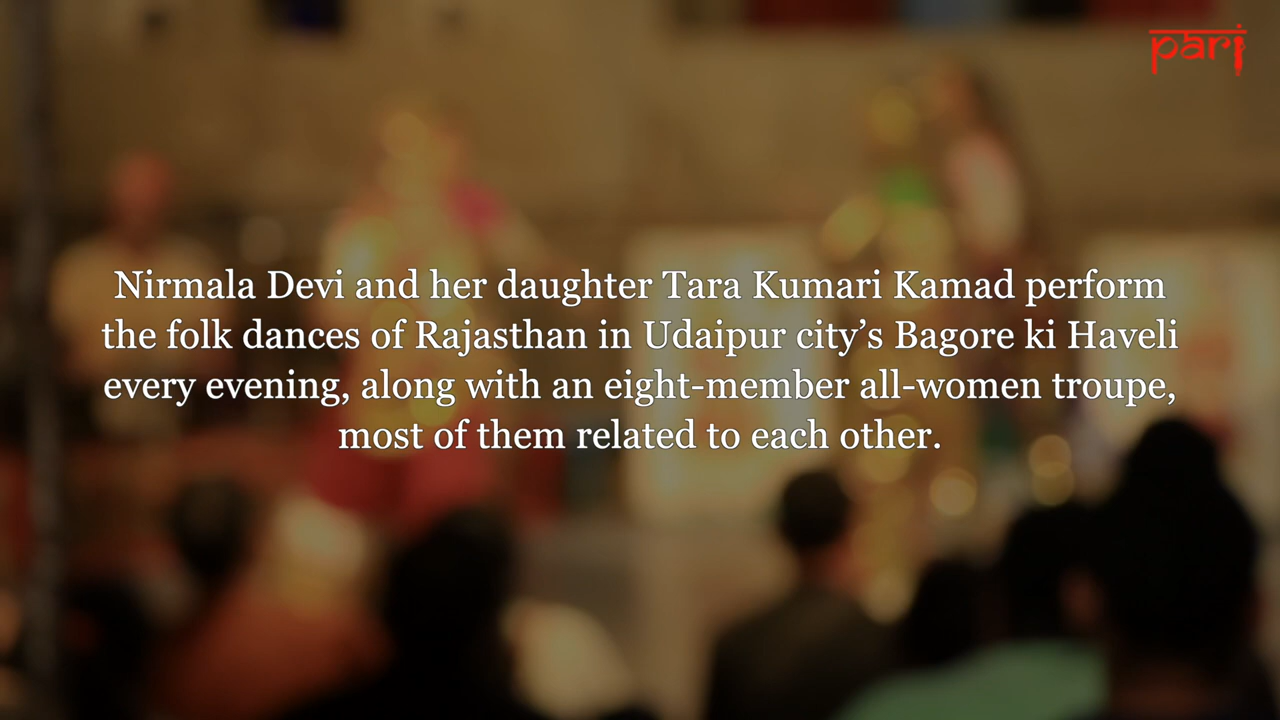 pari
Nirmala Devi and her daughter Tara Kumari Kamad perform
the folk dances of Rajasthan in Udaipur city’s Bagore ki Haveli
every evening, along with an eight-member all-women troupe,
most of them related to each other.